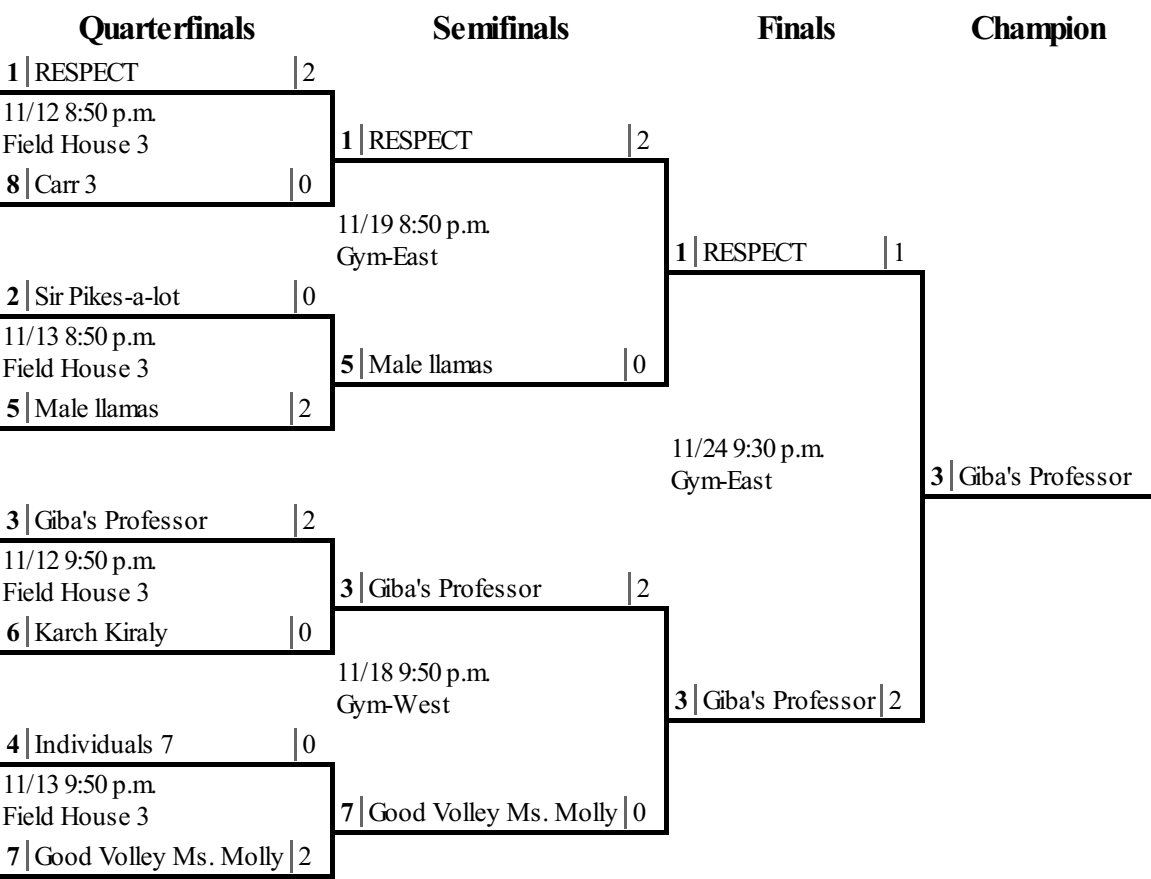 Quarterfinals Semifinals Finals Champion
1 RESPECT 2
11/12 8:50 p.m.
Field House 3
8 Carr 3 0
2 Sir Pikes-a-lot 0
11/13 8:50 p.m.
Field House 3
5 Male llamas 2
3 Giba's Professor 2
11/12 9:50 p.m.
Field House 3
6 Karch Kiraly 0
4 Individuals 7 0
11/13 9:50 p.m.
Field House 3
7 Good Volley Ms. Molly 2
1 RESPECT 2
11/19 8:50 p.m.
Gym-East
5 Male llamas 0
3 Giba's Professor 2
11/18 9:50 p.m.
Gym-West
7 Good Volley Ms. Molly 0
1 RESPECT 1
11/24 9:30 p.m.
Gym-East
3 Giba's Professor 2
3 Giba's Professor